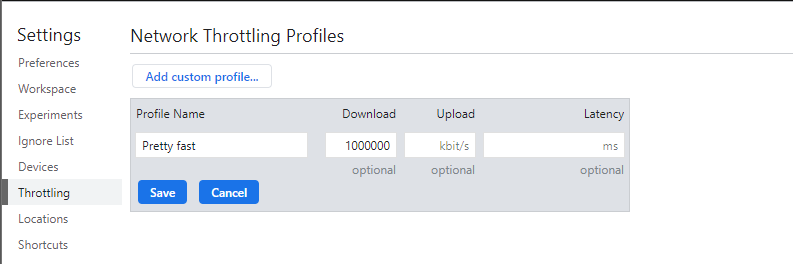 Settings
Preferences
Workspace
Experiments
Ignore List
Devices
Throttling
Locations
Shortcuts
Network Throttling Profiles
Add custom profile...
Profile Name Download Upload Latency
Pretty fast 1000000 kbit/s ms
optional optional optional
Save Cancel